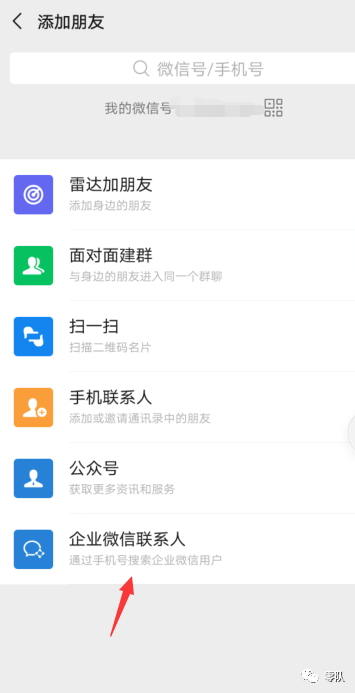 添加朋友
微信号/手机号
我的微信号
雷达加朋友
添加身边的朋友
面对面建群
与身边的朋友进入同一个群聊
扫一扫
扫描二维码名片
手机联系人
添加或邀请通讯录中的朋友
公众号
获取更多资讯和服务
企业微信联系人
通过手机号搜索企业微信用户
零队